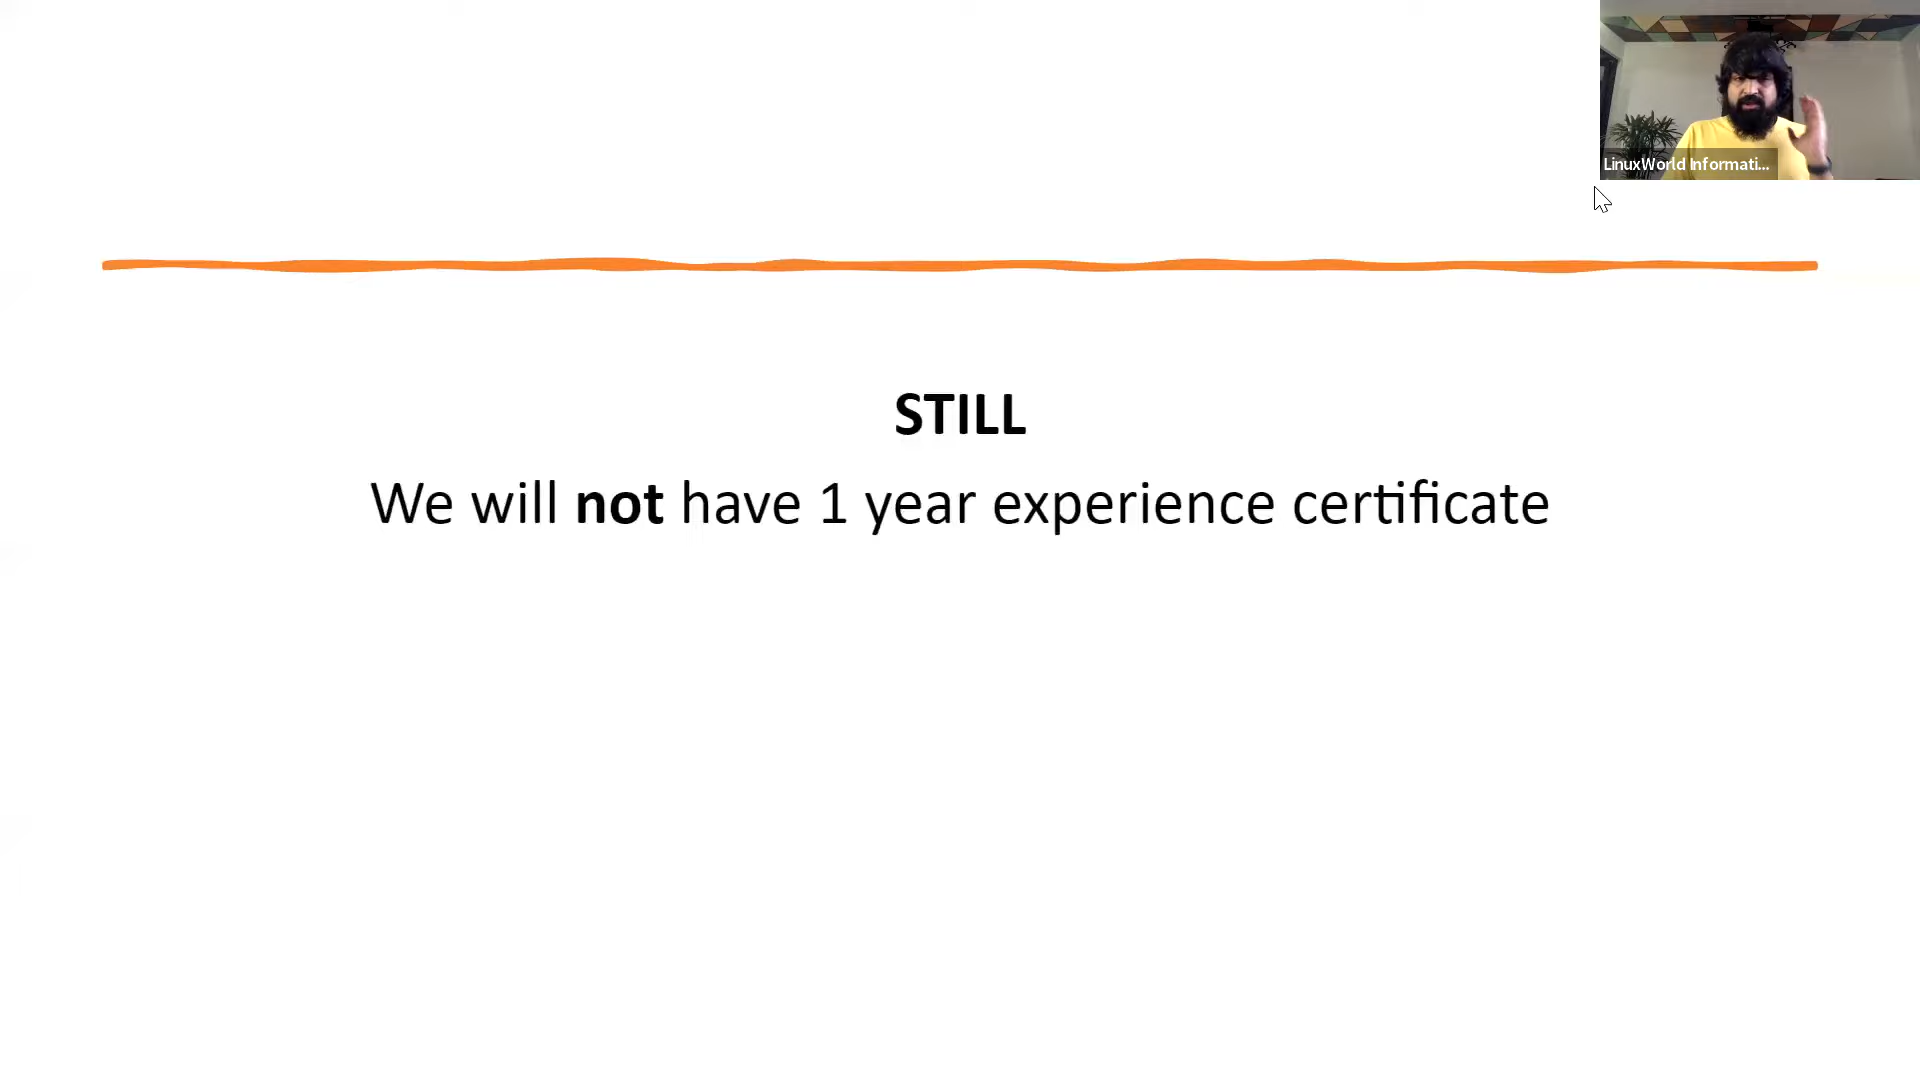 LinuxWorld Informati...
STILL
We will not have 1 year experience certificate